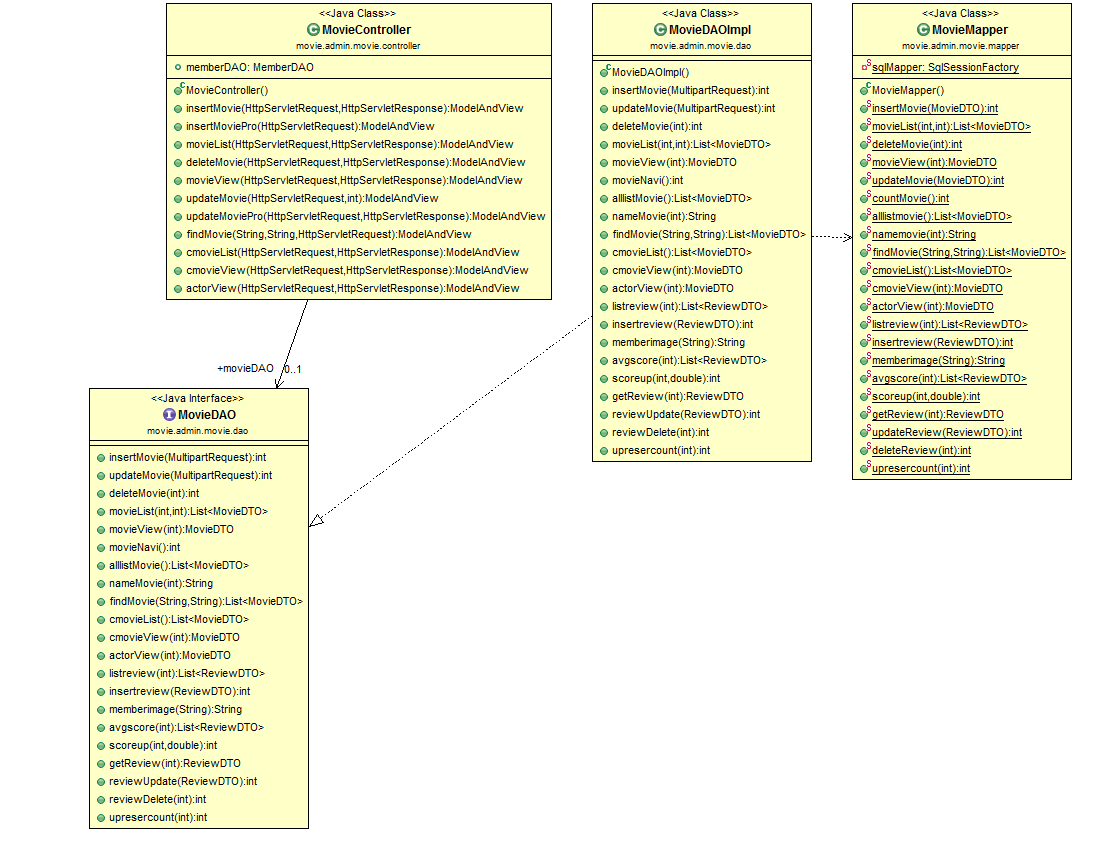 <<Java Class>>
MovieController
movie.admin.movie.controller
memberDAO: MemberDAO
MovieController()
insertMovie(HttpServletRequest,HttpServletResponse):ModelAndView
insertMoviePro(HttpServletRequest):ModelAndView
movieList(HttpServletRequest,HttpServletResponse):ModelAndView
deleteMovie(HttpServletRequest,HttpServletResponse):ModelAndView
movieView(HttpServletRequest,HttpServletResponse):ModelAndView
updateMovie(HttpServletRequest,int):ModelAndView
updateMoviePro(HttpServletRequest,HttpServletResponse):ModelAndView
findMovie(String,String,HttpServletRequest):ModelAndView
cmovieList(HttpServletRequest,HttpServletResponse):ModelAndView
cmovieView(HttpServletRequest,HttpServletResponse):ModelAndView
actorView(HttpServletRequest,HttpServletResponse):ModelAndView
<<Java Class>>
MovieDAOImpl
movie.admin.movie.dao
MovieDAOImpl()
insertMovie(MultipartRequest):int
updateMovie(MultipartRequest):int
deleteMovie(int):int
movieList(int,int):List<MovieDTO>
movieView(int):MovieDTO
movieNavi():int
alllistMovie():List<MovieDTO>
nameMovie(int):String
findMovie(String,String):List<MovieDTO>
cmovieList():List<MovieDTO>
cmovieView(int):MovieDTO
actorView(int):MovieDTO
listreview(int):List<ReviewDTO>
insertreview(ReviewDTO):int
memberimage(String):String
avgscore(int):List<ReviewDTO>
scoreup(int,double):int
getReview(int):ReviewDTO
reviewUpdate(ReviewDTO):int
reviewDelete(int):int
upresercount(int):int
<<Java Class>>
MovieMapper
movie.admin.movie.mapper
sqlMapper: SqlSessionFactory
MovieMapper()
insertMovie(MovieDTO):int
movieList(int,int):List<MovieDTO>
deleteMovie(int):int
movieView(int):MovieDTO
updateMovie(MovieDTO):int
countMovie():int
alllistmovie():List<MovieDTO>
namemovie(int):String
findMovie(String,String):List<MovieDTO>
cmovieList():List<MovieDTO>
cmovieView(int):MovieDTO
actorView(int):MovieDTO
listreview(int):List<ReviewDTO>
insertreview(ReviewDTO):int
memberimage(String):String
avgscore(int):List<ReviewDTO>
scoreup(int,double):int
getReview(int):ReviewDTO
updateReview(ReviewDTO):int
deleteReview(int):int
upresercount(int):int
+movieDAO 0..1
<<Java Interface>>
MovieDAO
movie.admin.movie.dao
insertMovie(MultipartRequest):int
updateMovie(MultipartRequest):int
deleteMovie(int):int
movieList(int,int):List<MovieDTO>
movieView(int):MovieDTO
movieNavi():int
alllistMovie():List<MovieDTO>
nameMovie(int):String
findMovie(String,String):List<MovieDTO>
cmovieList():List<MovieDTO>
cmovieView(int):MovieDTO
actorView(int):MovieDTO
listreview(int):List<ReviewDTO>
insertreview(ReviewDTO):int
memberimage(String):String
avgscore(int):List<ReviewDTO>
scoreup(int,double):int
getReview(int):ReviewDTO
reviewUpdate(ReviewDTO):int
reviewDelete(int):int
upresercount(int):int